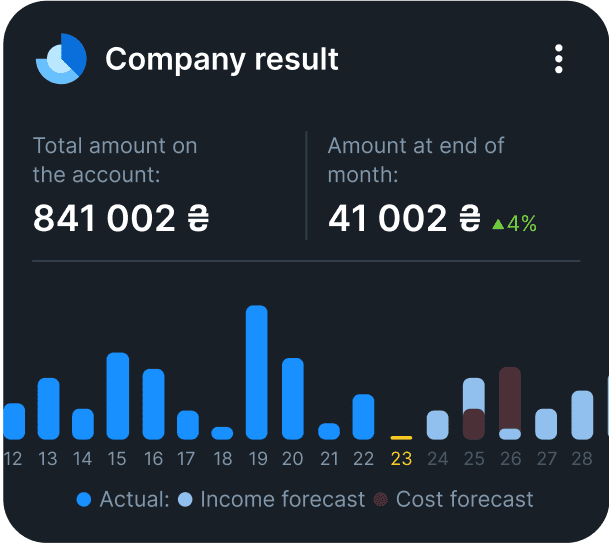 Company result
Total amount on
the account:
841 002 ₴
Amount at end of
month:
41 002 ₴ ▲4%
12 13 14 15 16 17 18 19 20 21 22 23 24 25 26 27 28
Actual: Income forecast Cost forecast